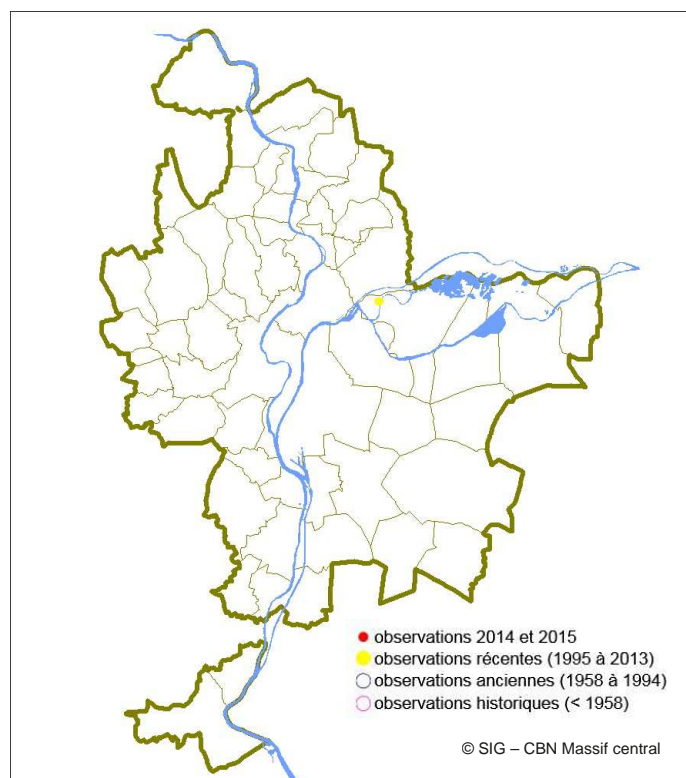 observations 2014 et 2015
observations récentes (1995 à 2013)
observations anciennes (1958 à 1994)
observations historiques (< 1958)
© SIG – CBN Massif central